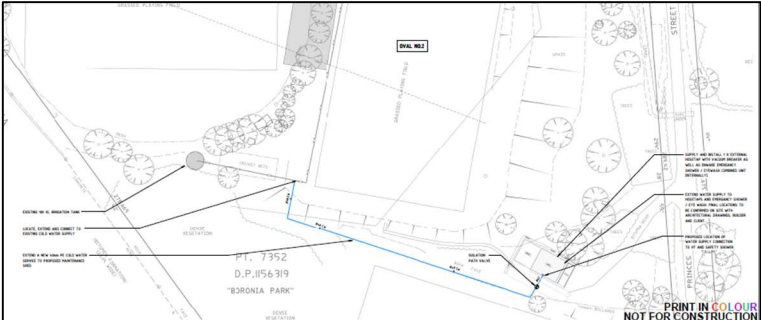 GRASSED PLAYING FIELD
OVAL NO.2
STREET
GRASSED PLAYING FIELD
CRICKET NETS
EXISTING 100 KL IRRIGATION TANK
LOCATE, EXTEND AND CONNECT TO
EXISTING COLD WATER SUPPLY
EXTEND A NEW 40mm PE COLD WATER
SERVICE TO PROPOSED MAINTENANCE
SHED
DENSE
VEGETATION
PT. 7352
D.P.1156319
"BORONIA PARK"
DENSE
VEGETATION
ISOLATION
PATH VALVE
SUPPLY AND INSTALL 1 X EXTERNAL
HOSETAP WITH VACUUM BREAKER AS
WELL AS ENWARE EMERGENCY
SHOWER / EYEWASH COMBINED UNIT
(INTERNALLY).
EXTEND WATER SUPPLY TO
HOSETAPS AND EMERGENCY SHOWER
/ EYE WASH. FINAL LOCATIONS TO
BE CONFIRMED ON SITE WITH
ARCHITECTURAL DRAWINGS, BUILDER
AND CLIENT
PROPOSED LOCATION OF
WATER SUPPLY CONNECTION
TO HT AND SAFETY SHOWER
PRINCES
PRINT IN COLOUR
NOT FOR CONSTRUCTION